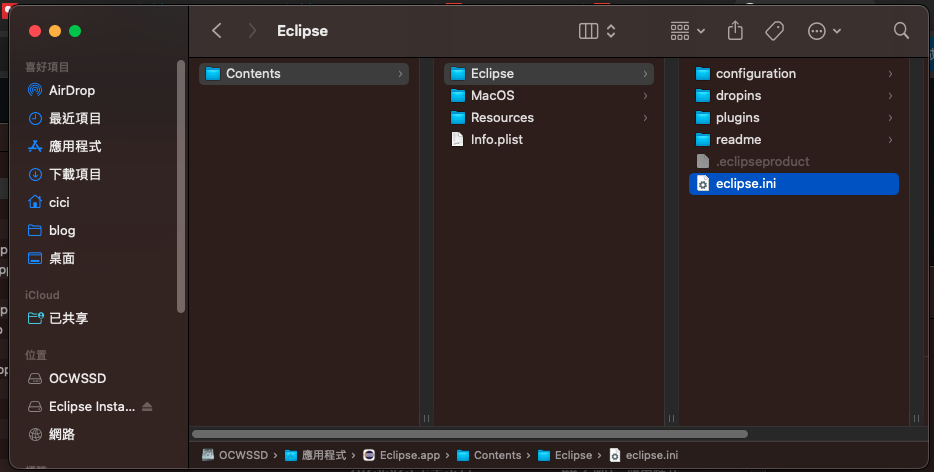 Eclipse
喜好項目
AirDrop
最近項目
應用程式
下載項目
cici
blog
桌面
iCloud
已共享
位置
OCWSSD
Eclipse Insta...
網路
Contents
Eclipse
MacOS
Resources
Info.plist
configuration
dropins
plugins
readme
.eclipseproduct
eclipse.ini
OCWSSD › 應用程式 › Eclipse.app › Contents › Eclipse › eclipse.ini